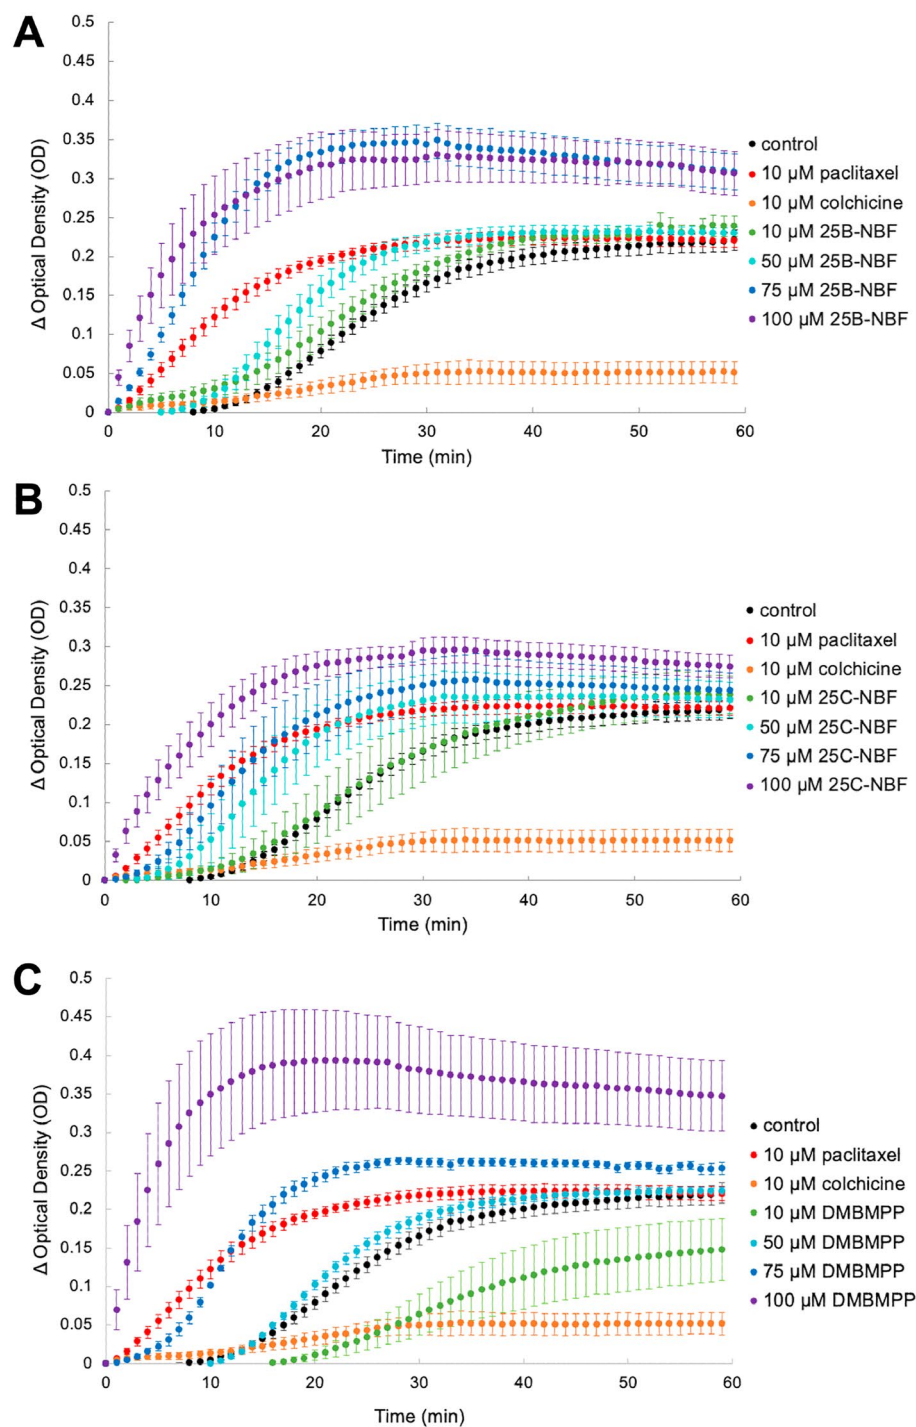 A
0.5
0.45
0.4
0.35
0.3
0.25
0.2
0.15
0.1
0.05
0
Δ Optical Density (OD)
0 10 20 30 40 50 60
Time (min)
control
10 µM paclitaxel
10 µM colchicine
10 µM 25B-NBF
50 µM 25B-NBF
75 µM 25B-NBF
100 µM 25B-NBF
B
0.5
0.45
0.4
0.35
0.3
0.25
0.2
0.15
0.1
0.05
0
Δ Optical Density (OD)
0 10 20 30 40 50 60
Time (min)
control
10 µM paclitaxel
10 µM colchicine
10 µM 25C-NBF
50 µM 25C-NBF
75 µM 25C-NBF
100 µM 25C-NBF
C
0.5
0.45
0.4
0.35
0.3
0.25
0.2
0.15
0.1
0.05
0
Δ Optical Density (OD)
0 10 20 30 40 50 60
Time (min)
control
10 µM paclitaxel
10 µM colchicine
10 µM DMBMPP
50 µM DMBMPP
75 µM DMBMPP
100 µM DMBMPP